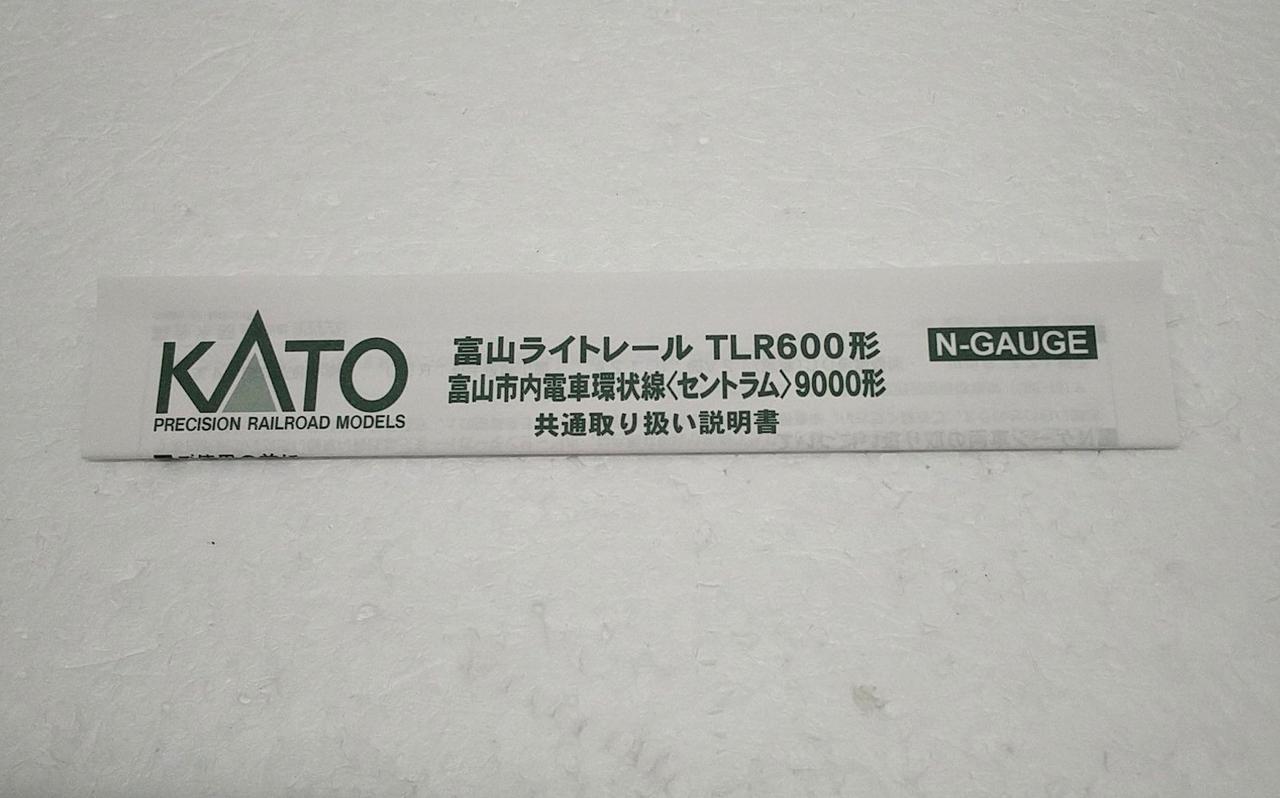 KATO
PRECISION RAILROAD MODELS
富山ライトレール TLR600形
富山市内電車環状線〈セントラム〉9000形
共通取り扱い説明書
N-GAUGE